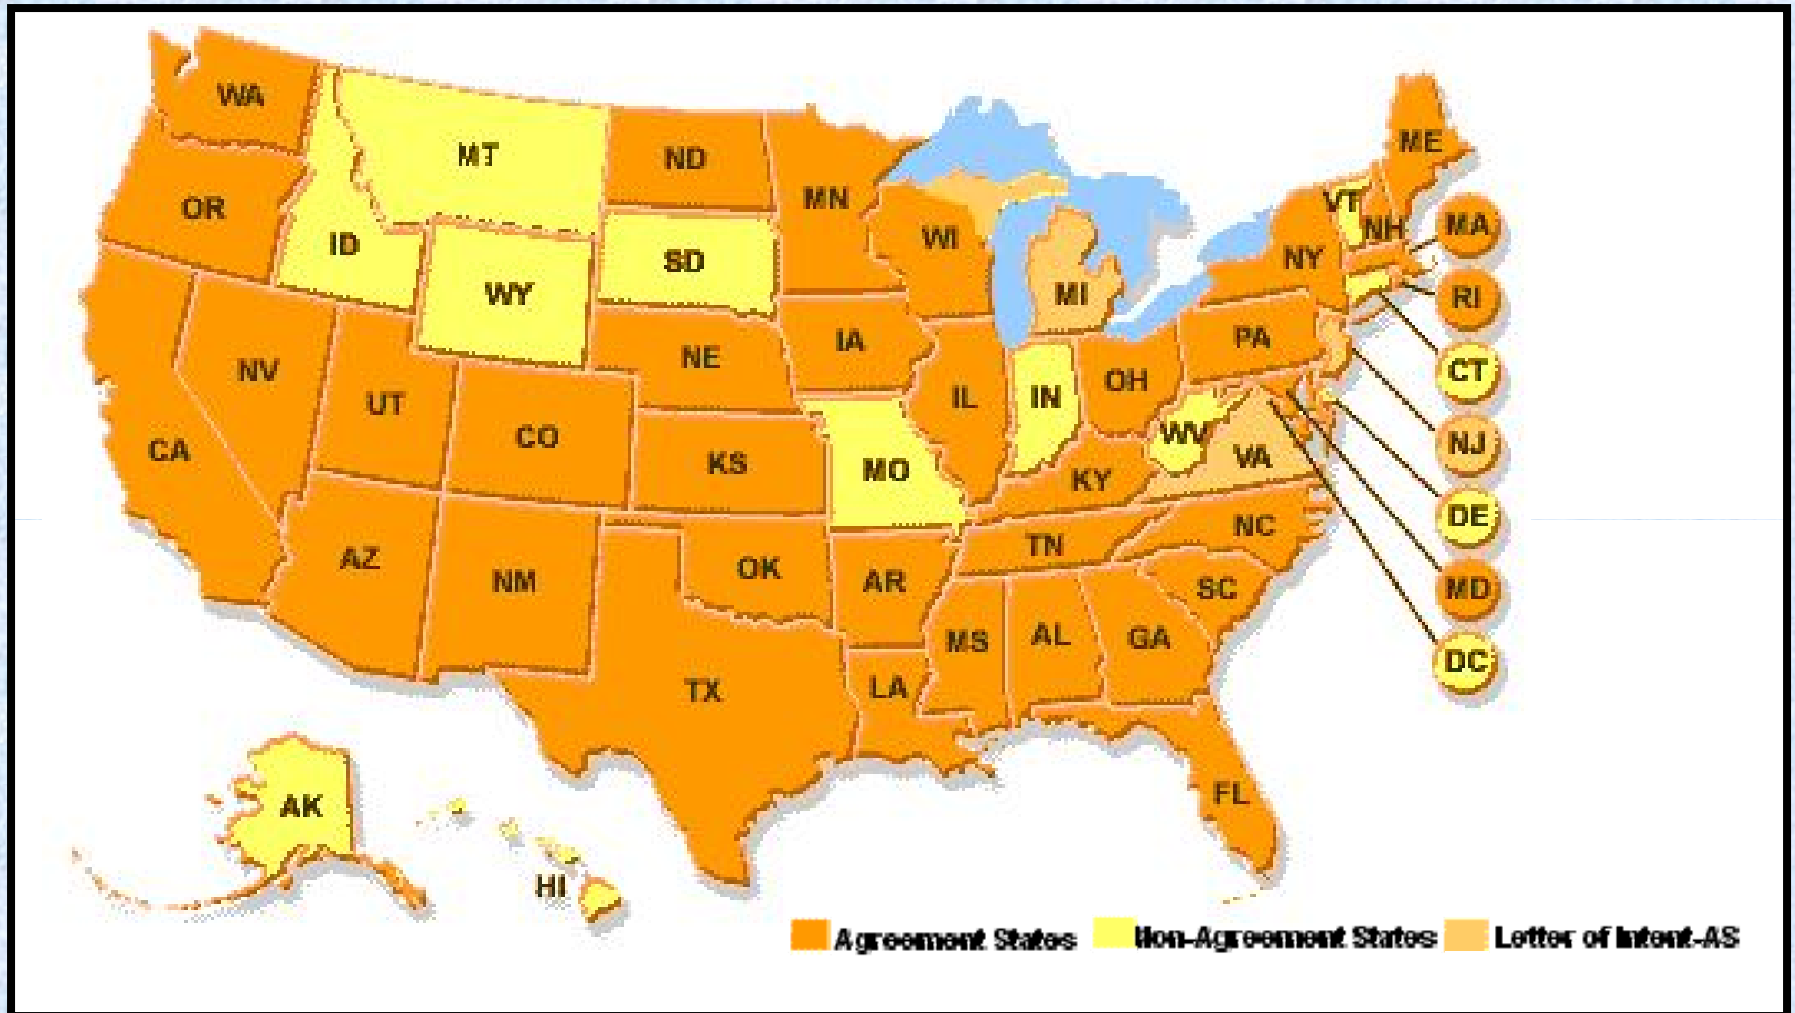 WA
MT
ND
MN
ME
OR
ID
SD
WI
VT
NH
MA
WY
MI
NY
RI
NV
UT
NE
IA
PA
CT
CO
IL
IN
OH
NJ
CA
KS
MO
WV
VA
KY
DE
AZ
NM
OK
AR
TN
NC
SC
MD
TX
LA
MS
AL
GA
DC
AK
HI
FL
Agreement States Non-Agreement States Letter of Intent-AS